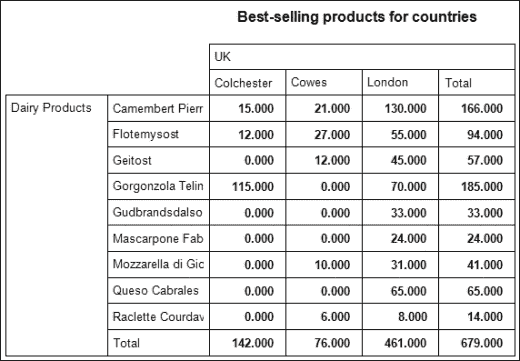 Best-selling products for countries
UK
Colchester Cowes London Total
Dairy Products Camembert Pierr 15.000 21.000 130.000 166.000
Flotemysost 12.000 27.000 55.000 94.000
Geitost 0.000 12.000 45.000 57.000
Gorgonzola Telin 115.000 0.000 70.000 185.000
Gudbrandsdalso 0.000 0.000 33.000 33.000
Mascarpone Fab 0.000 0.000 24.000 24.000
Mozzarella di Gio 0.000 10.000 31.000 41.000
Queso Cabrales 0.000 0.000 65.000 65.000
Raclette Courdav 0.000 6.000 8.000 14.000
Total 142.000 76.000 461.000 679.000